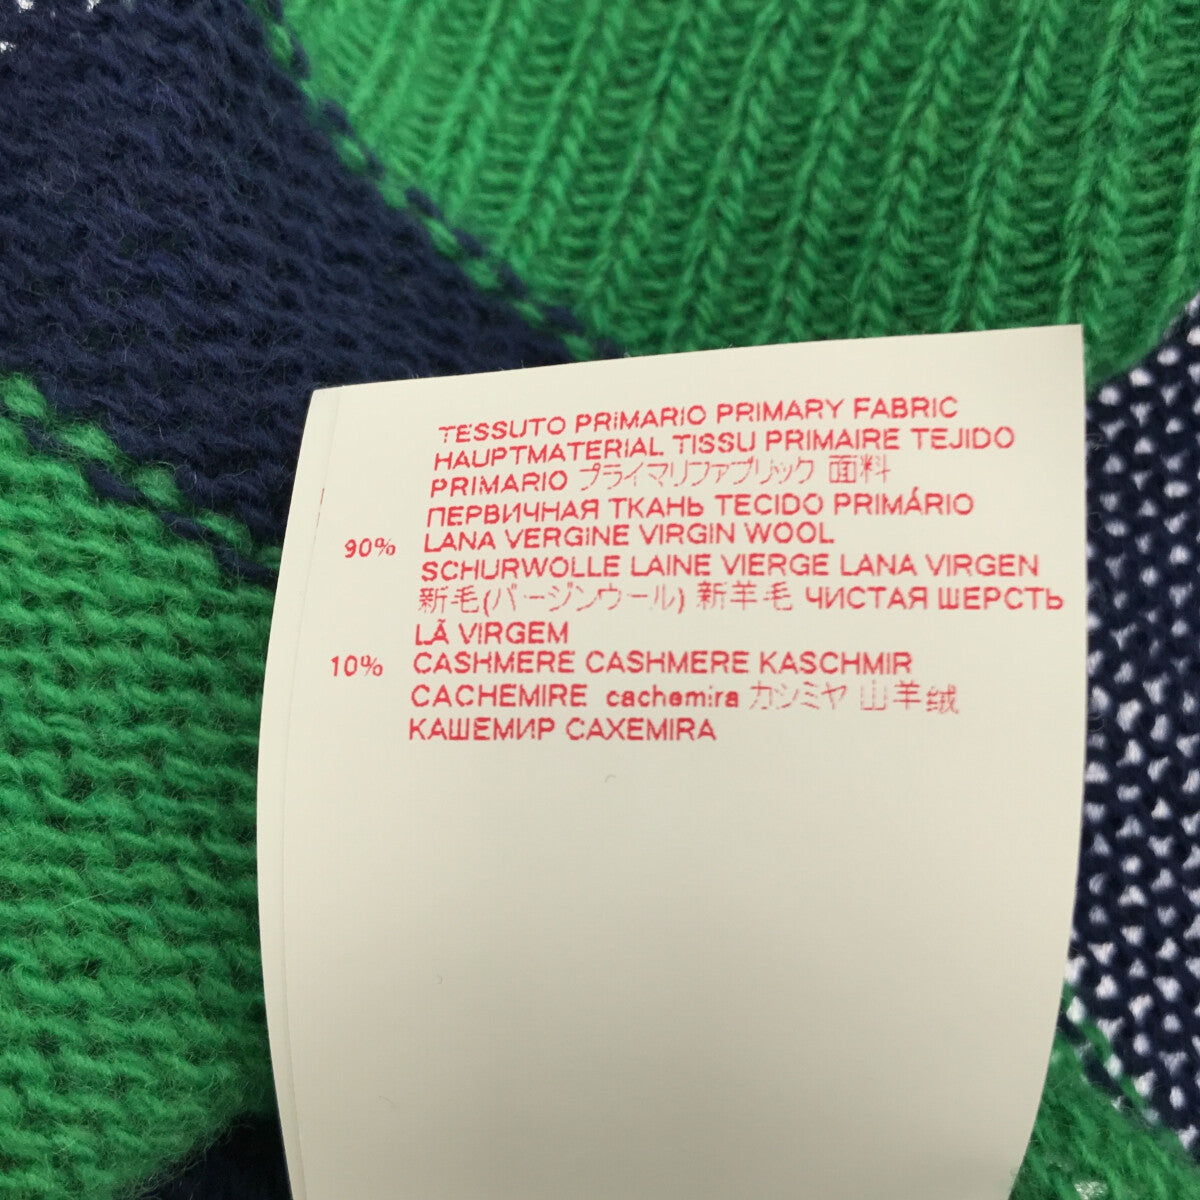 TESSUTO PRIMARIO PRIMARY FABRIC
HAUPTMATERIAL TISSU PRIMAIRE TEJIDO
PRIMARIO プライマリファブリック 面料
ПЕРВИЧНАЯ ТКАНЬ TECIDO PRIMÁRIO
90% LANA VERGINE VIRGIN WOOL
SCHURWOLLE LAINE VIERGE LANA VIRGEN
新毛(バージンウール) 新羊毛 ЧИСТАЯ ШЕРСТЬ
LÃ VIRGEM
10% CASHMERE CASHMERE KASCHMIR
CACHEMIRE cachemira カシミヤ 山羊绒
КАШЕМИР CAXEMIRA